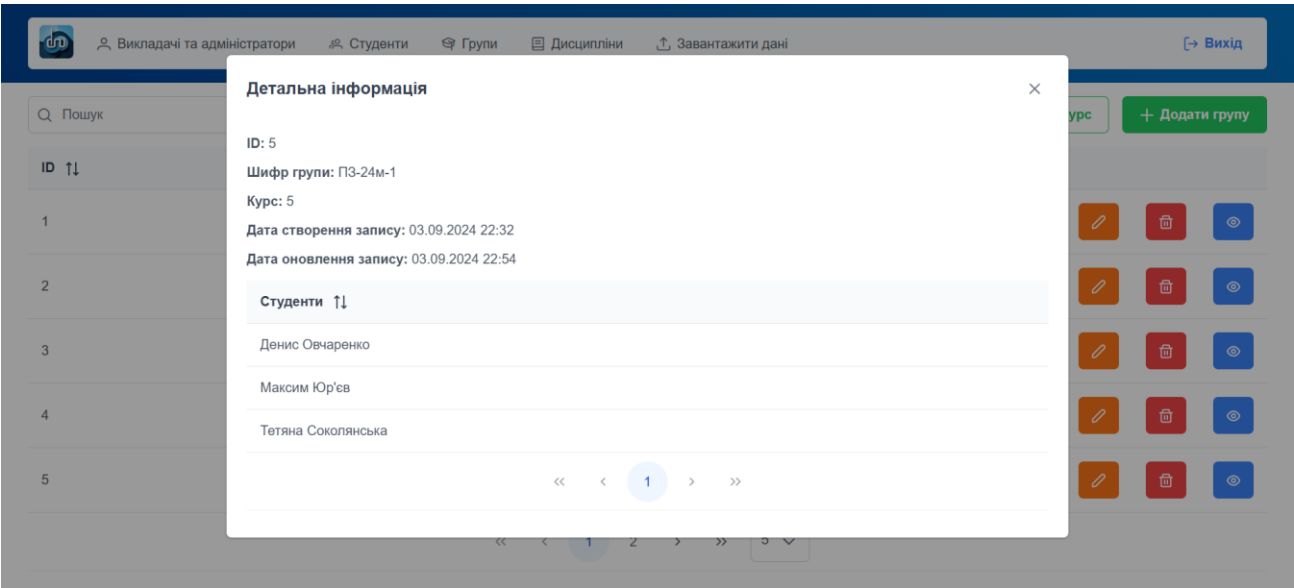 Викладачі та адміністратори Студенти Групи Дисципліни Завантажити дані Вихід
Детальна інформація
Пошук
урс
Додати групу
ID: 5
Шифр групи: ПЗ-24м-1
Курс: 5
Дата створення запису: 03.09.2024 22:32
Дата оновлення запису: 03.09.2024 22:54
ID
1
2
3
4
5
Студенти
Денис Овчаренко
Максим Юр'єв
Тетяна Соколянська
« ‹ 1 › »
« ‹ 1 2 › » 5